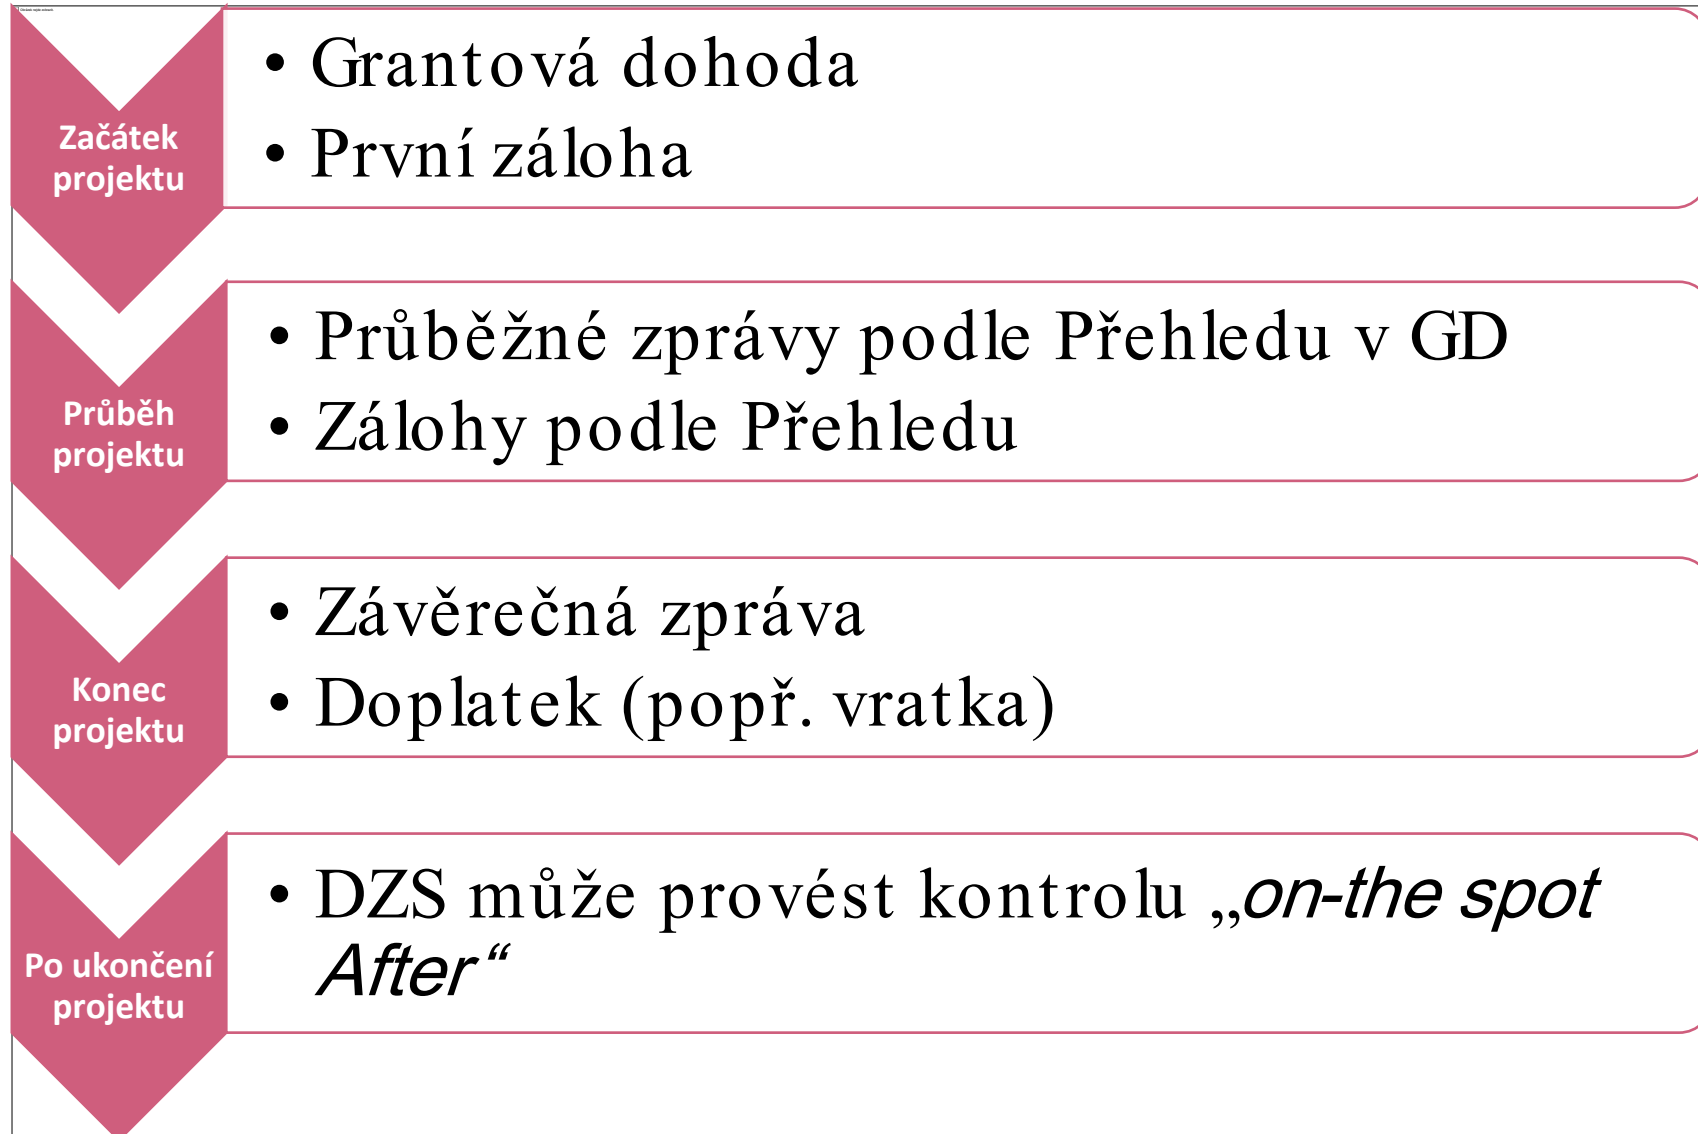 Začátek
projektu
• Grantová dohoda
• První záloha
Průběh
projektu
• Průběžné zprávy podle Přehledu v GD
• Zálohy podle Přehledu
Konec
projektu
• Závěrečná zpráva
• Doplatek (popř. vratka)
Po ukončení
projektu
• DZS může provést kontrolu „on-the spot
After“